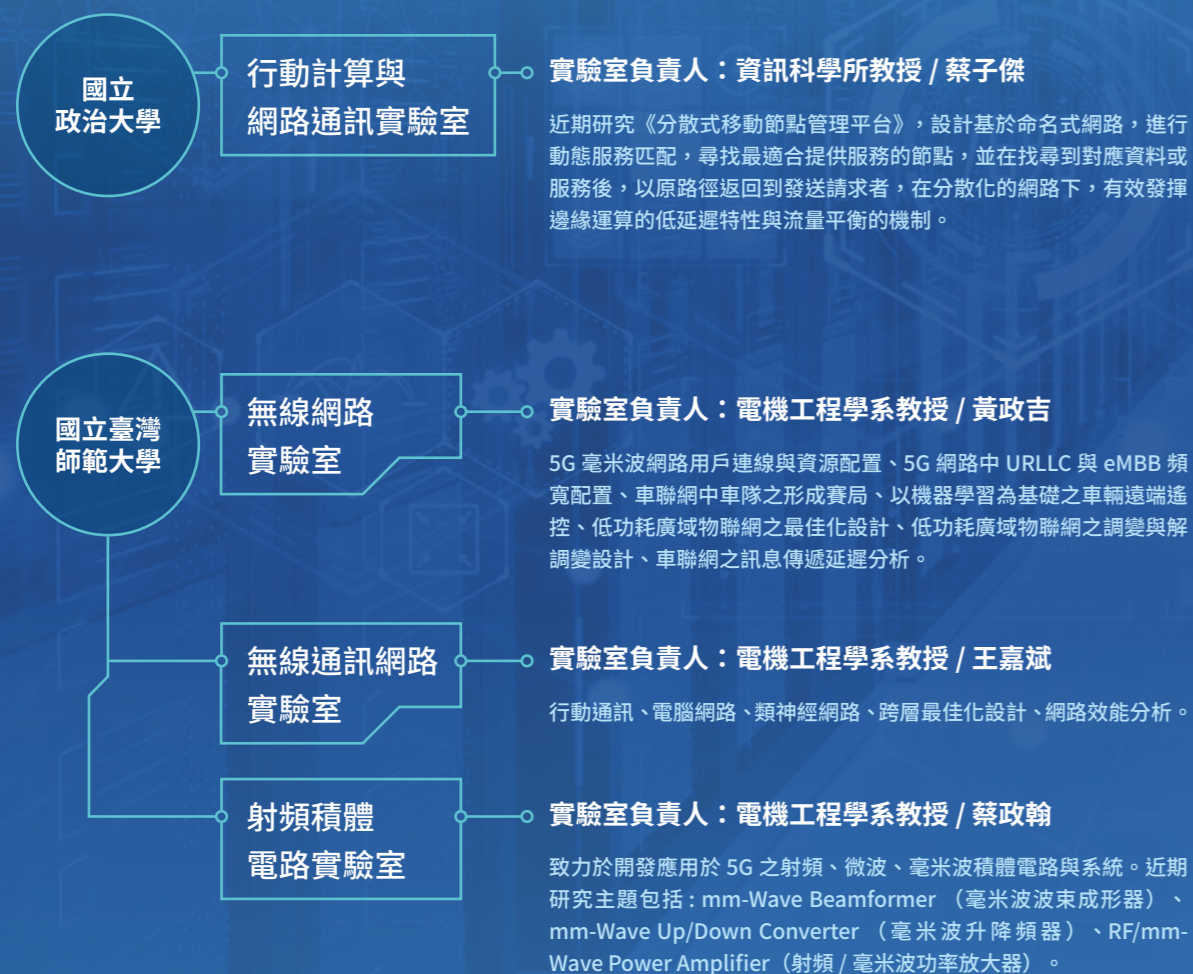 國立
政治大學
行動計算與
網路通訊實驗室
實驗室負責人：資訊科學所教授 / 蔡子傑
近期研究《分散式移動節點管理平台》，設計基於命名式網路，進行
動態服務匹配，尋找最適合提供服務的節點，並在找尋到對應資料或
服務後，以原路徑返回到發送請求者，在分散化的網路下，有效發揮
邊緣運算的低延遲特性與流量平衡的機制。
國立臺灣
師範大學
無線網路
實驗室
實驗室負責人：電機工程學系教授 / 黃政吉
5G 毫米波網路用戶連線與資源配置、5G 網路中 URLLC 與 eMBB 頻
寬配置、車聯網中車隊之形成賽局、以機器學習為基礎之車輛遠端遙
控、低功耗廣域物聯網之最佳化設計、低功耗廣域物聯網之調變與解
調變設計、車聯網之訊息傳遞延遲分析。
無線通訊網路
實驗室
實驗室負責人：電機工程學系教授 / 王嘉斌
行動通訊、電腦網路、類神經網路、跨層最佳化設計、網路效能分析。
射頻積體
電路實驗室
實驗室負責人：電機工程學系教授 / 蔡政翰
致力於開發應用於 5G 之射頻、微波、毫米波積體電路與系統。近期
研究主題包括 : mm-Wave Beamformer （毫米波波束成形器）、
mm-Wave Up/Down Converter （毫米波升降頻器）、RF/mm-
Wave Power Amplifier（射頻 / 毫米波功率放大器）。